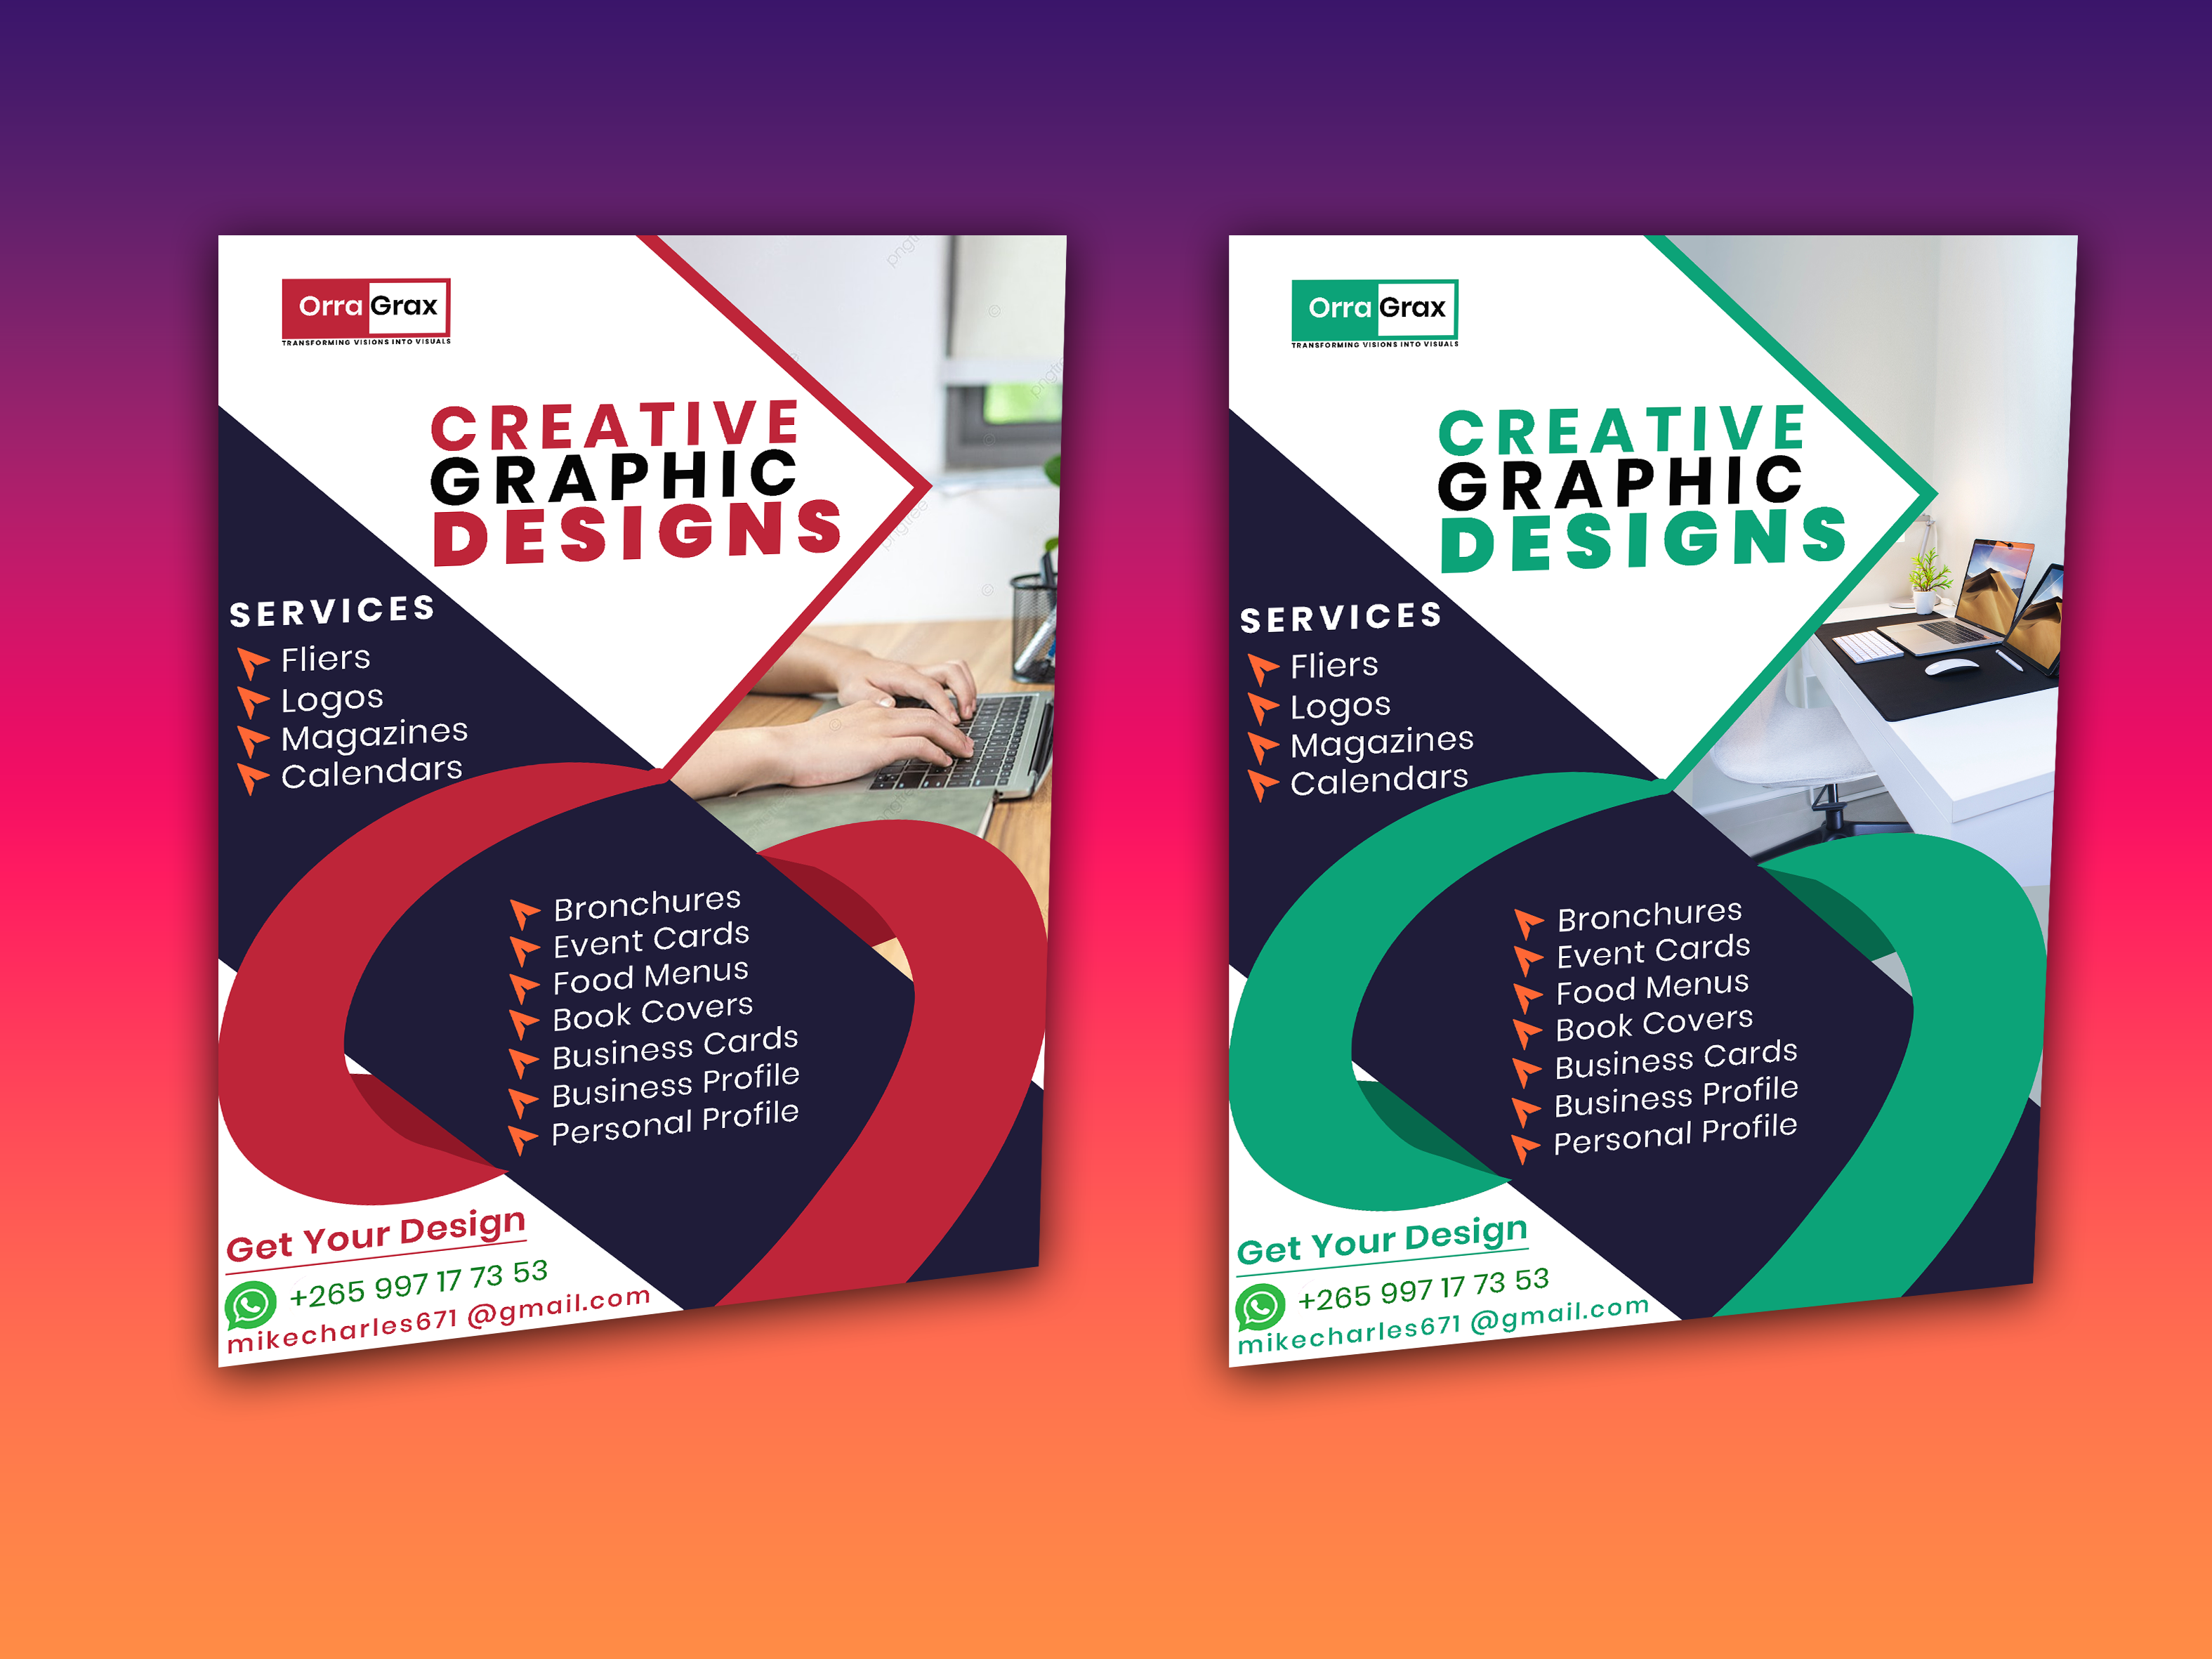 Orra Grax
TRANSFORMING VISIONS INTO VISUALS
CREATIVE
GRAPHIC
DESIGNS
SERVICES
Fliers
Logos
Magazines
Calendars
Bronchures
Event Cards
Food Menus
Book Covers
Business Cards
Business Profile
Personal Profile
Get Your Design
+265 997 17 73 53
mikecharles671 @gmail.com
Orra Grax
TRANSFORMING VISIONS INTO VISUALS
CREATIVE
GRAPHIC
DESIGNS
SERVICES
Fliers
Logos
Magazines
Calendars
Bronchures
Event Cards
Food Menus
Book Covers
Business Cards
Business Profile
Personal Profile
Get Your Design
+265 997 17 73 53
mikecharles671 @gmail.com